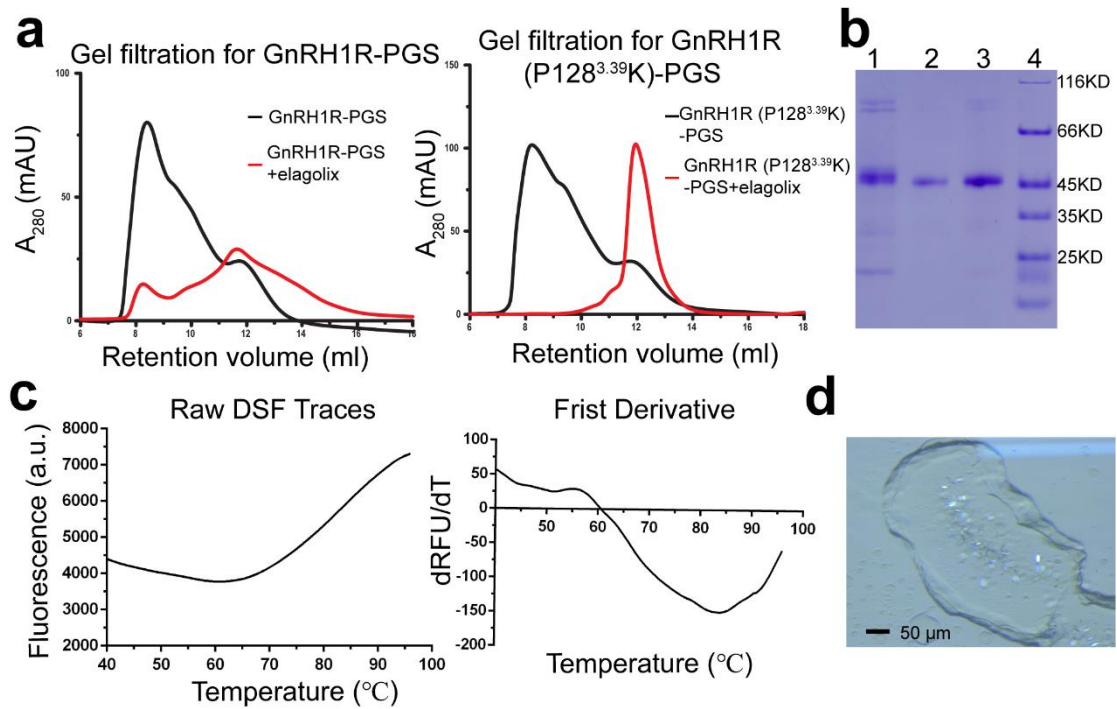 a
Gel filtration for GnRH1R-PGS
100
75
50
25
0
A280 (mAU)
GnRH1R-PGS
GnRH1R-PGS
+elagolix
6 8 10 12 14 16 18
Retention volume (ml)
Gel filtration for GnRH1R
(P128³·³⁹K)-PGS
150
100
50
0
A280 (mAU)
GnRH1R (P128³·³⁹K)
-PGS
GnRH1R (P128³·³⁹K)
-PGS+elagolix
6 8 10 12 14 16 18
Retention volume (ml)
b
1 2 3 4
116KD
66KD
45KD
35KD
25KD
c
Raw DSF Traces
8000
7000
6000
5000
4000
3000
2000
Fluorescence (a.u.)
40 50 60 70 80 90 100
Temperature (℃)
Frist Derivative
100
50
0
-50
-100
-150
-200
dRFU/dT
50 60 70 80 90 100
Temperature (℃)
d
50 µm